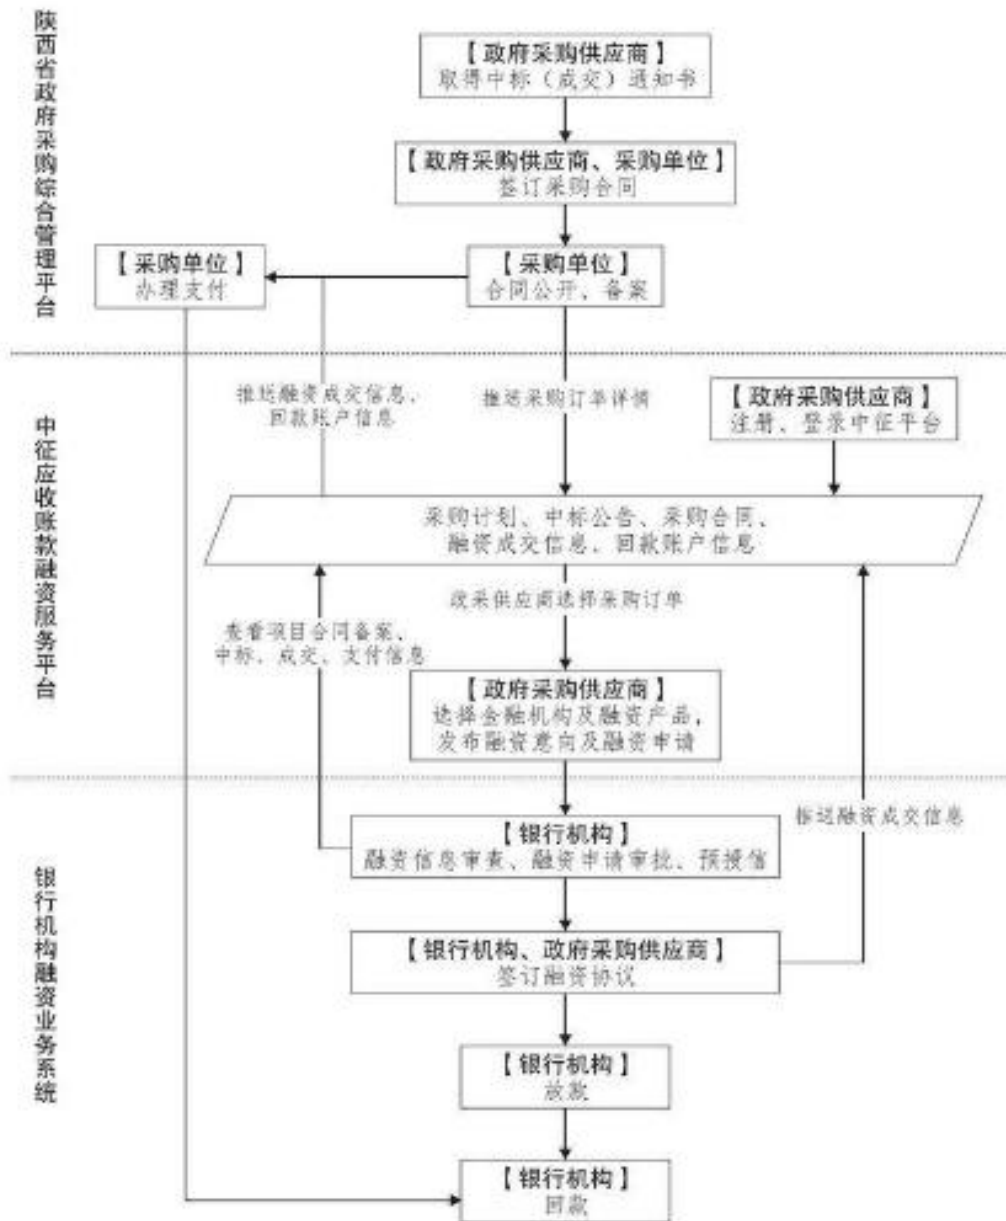 陕西省政府采购综合管理平台
【政府采购供应商】
取得中标（成交）通知书
【政府采购供应商、采购单位】
签订采购合同
【采购单位】
办理支付
【采购单位】
合同公开、备案
中征应收账款融资服务平台
推送融资成交信息、
回款账户信息
推送采购订单详情
【政府采购供应商】
注册、登录中征平台
采购计划、中标公告、采购合同、
融资成交信息、回款账户信息
政采供应商选择采购订单
查看项目合同备案、
中标、成交、支付信息
【政府采购供应商】
选择金融机构及融资产品，
发布融资意向及融资申请
银行机构融资业务系统
推送融资成交信息
【银行机构】
融资信息审查、融资申请审批、预授信
【银行机构、政府采购供应商】
签订融资协议
【银行机构】
放款
【银行机构】
回款